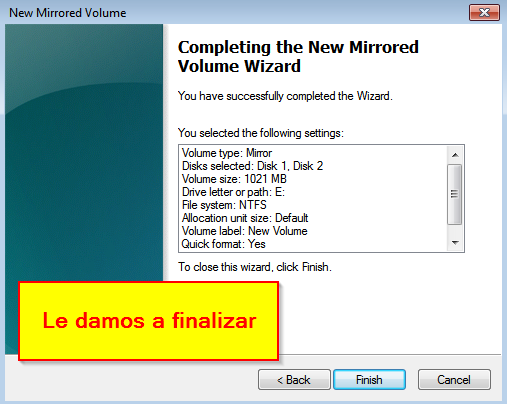 New Mirrored Volume
Completing the New Mirrored
Volume Wizard
You have successfully completed the Wizard.
You selected the following settings:
Volume type: Mirror
Disks selected: Disk 1, Disk 2
Volume size: 1021 MB
Drive letter or path: E:
File system: NTFS
Allocation unit size: Default
Volume label: New Volume
Quick format: Yes
To close this wizard, click Finish.
Le damos a finalizar
< Back
Finish
Cancel